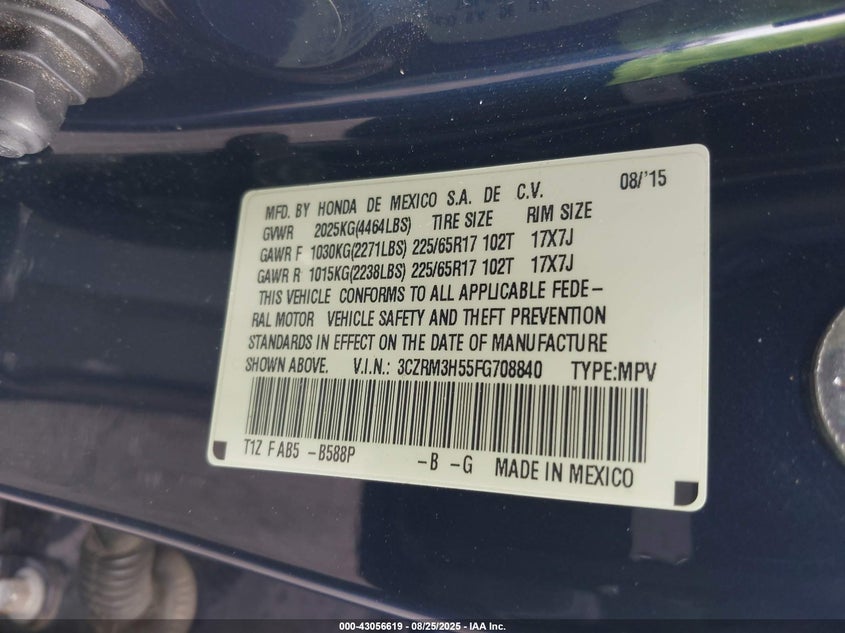 MFD. BY HONDA DE MEXICO S.A. DE C.V. 08/'15
GVWR 2025KG(4464LBS) TIRE SIZE RIM SIZE
GAWR F 1030KG(2271LBS) 225/65R17 102T 17X7J
GAWR R 1015KG(2238LBS) 225/65R17 102T 17X7J
THIS VEHICLE CONFORMS TO ALL APPLICABLE FEDE-
RAL MOTOR VEHICLE SAFETY AND THEFT PREVENTION
STANDARDS IN EFFECT ON THE DATE OF MANUFACTURE
SHOWN ABOVE. V.I.N.: 3CZRM3H55FG708840 TYPE:MPV
T1Z F AB5 -B588P -B -G MADE IN MEXICO
000-43056619 - 08/25/2025 - IAA Inc.